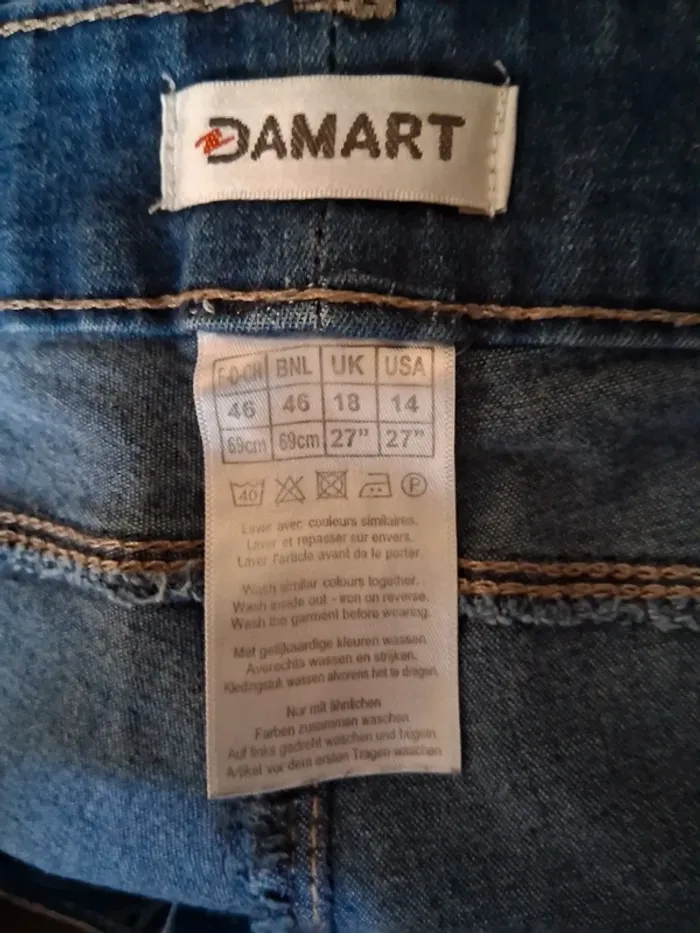 DAMART
F-D-CH BNL UK USA
46 46 18 14
69cm 69cm 27" 27"
40 P
Laver avec couleurs similaires.
Laver et repasser sur envers.
Laver l'article avant de le porter.
Wash similar colours together.
Wash inside out - iron on reverse.
Wash the garment before wearing.
Met gelijkaardige kleuren wassen
Averechts wassen en strijken.
Kledingstuk wassen alvorens het te dragen.
Nur mit ähnlichen
Farben zusammen waschen
Auf links gedreht waschen und bügeln.
Artikel vor dem ersten Tragen waschen